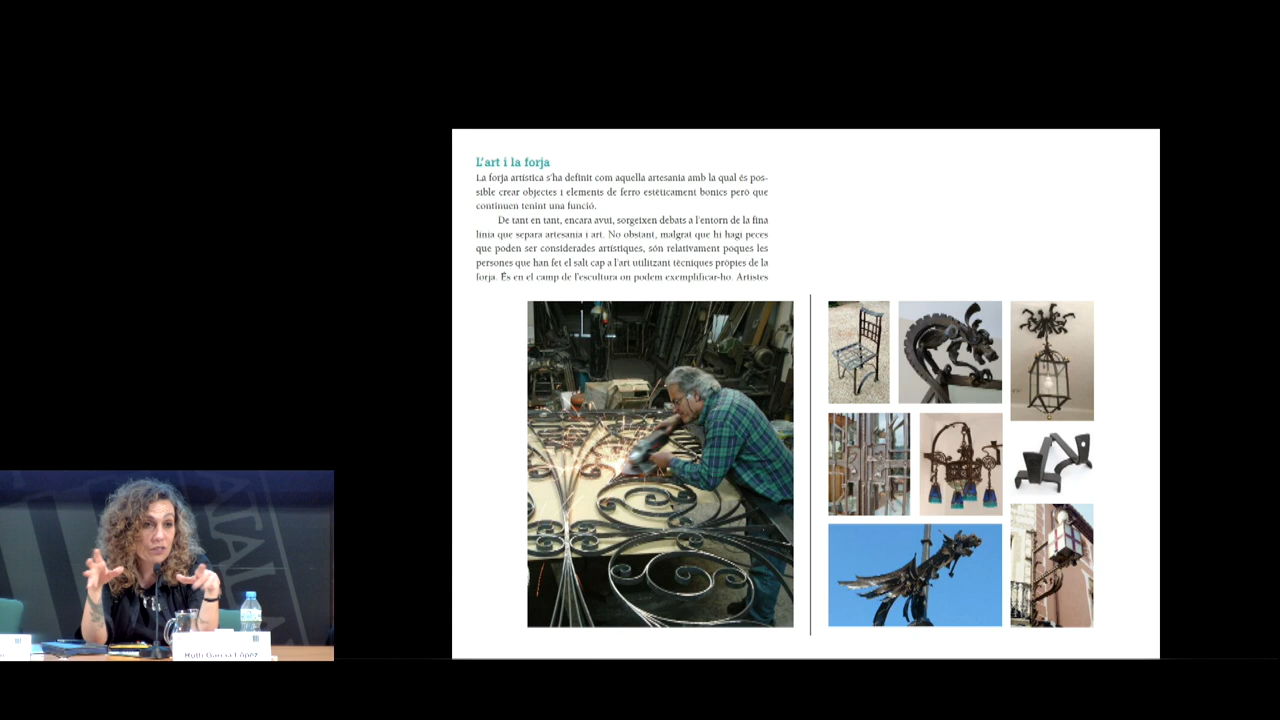 L'art i la forja
La forja artística s'ha definit com aquella artesania amb la qual és pos-
sible crear objectes i elements de ferro estèticament bonics però que
continuen tenint una funció.
De tant en tant, encara avui, sorgeixen debats a l'entorn de la fina
línia que separa artesania i art. No obstant, malgrat que hi hagi peces
que poden ser considerades artístiques, són relativament poques les
persones que han fet el salt cap a l'art utilitzant tècniques pròpies de la
forja. És en el camp de l'escultura on podem exemplificar-ho. Artistes
ATALAN
Ruth García López